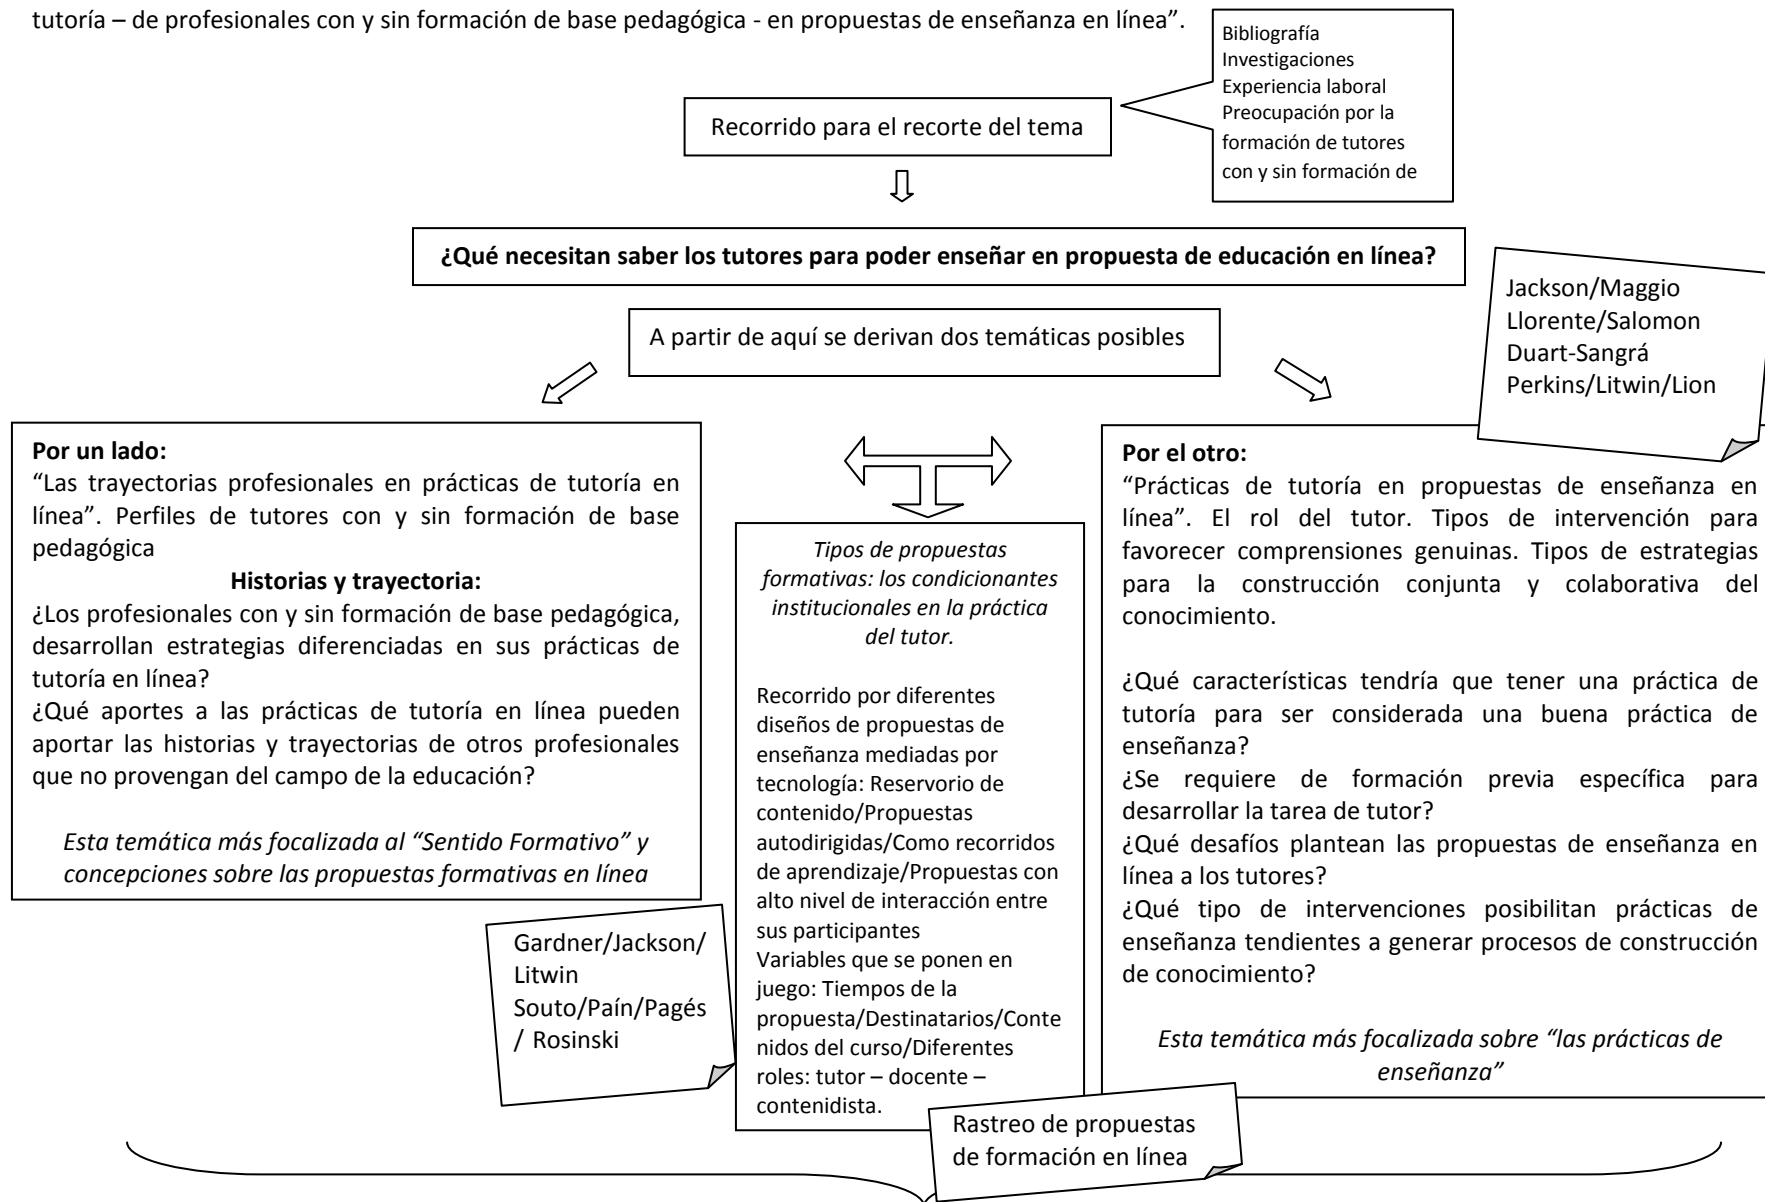 tutoría – de profesionales con y sin formación de base pedagógica - en propuestas de enseñanza en línea”.
Bibliografía
Investigaciones
Experiencia laboral
Preocupación por la
formación de tutores
con y sin formación de
Recorrido para el recorte del tema
¿Qué necesitan saber los tutores para poder enseñar en propuesta de educación en línea?
A partir de aquí se derivan dos temáticas posibles
Jackson/Maggio
Llorente/Salomon
Duart-Sangrá
Perkins/Litwin/Lion
Por un lado:
“Las trayectorias profesionales en prácticas de tutoría en
línea”. Perfiles de tutores con y sin formación de base
pedagógica
Historias y trayectoria:
¿Los profesionales con y sin formación de base pedagógica,
desarrollan estrategias diferenciadas en sus prácticas de
tutoría en línea?
¿Qué aportes a las prácticas de tutoría en línea pueden
aportar las historias y trayectorias de otros profesionales
que no provengan del campo de la educación?
Esta temática más focalizada al “Sentido Formativo” y
concepciones sobre las propuestas formativas en línea
Gardner/Jackson/
Litwin
Souto/Paín/Pagés
/ Rosinski
Tipos de propuestas
formativas: los condicionantes
institucionales en la práctica
del tutor.
Recorrido por diferentes
diseños de propuestas de
enseñanza mediadas por
tecnología: Reservorio de
contenido/Propuestas
autodirigidas/Como recorridos
de aprendizaje/Propuestas con
alto nivel de interacción entre
sus participantes
Variables que se ponen en
juego: Tiempos de la
propuesta/Destinatarios/Conte
nidos del curso/Diferentes
roles: tutor – docente –
contenidista.
Por el otro:
“Prácticas de tutoría en propuestas de enseñanza en
línea”. El rol del tutor. Tipos de intervención para
favorecer comprensiones genuinas. Tipos de estrategias
para la construcción conjunta y colaborativa del
conocimiento.
¿Qué características tendría que tener una práctica de
tutoría para ser considerada una buena práctica de
enseñanza?
¿Se requiere de formación previa específica para
desarrollar la tarea de tutor?
¿Qué desafíos plantean las propuestas de enseñanza en
línea a los tutores?
¿Qué tipo de intervenciones posibilitan prácticas de
enseñanza tendientes a generar procesos de construcción
de conocimiento?
Esta temática más focalizada sobre “las prácticas de
enseñanza”
Rastreo de propuestas
de formación en línea